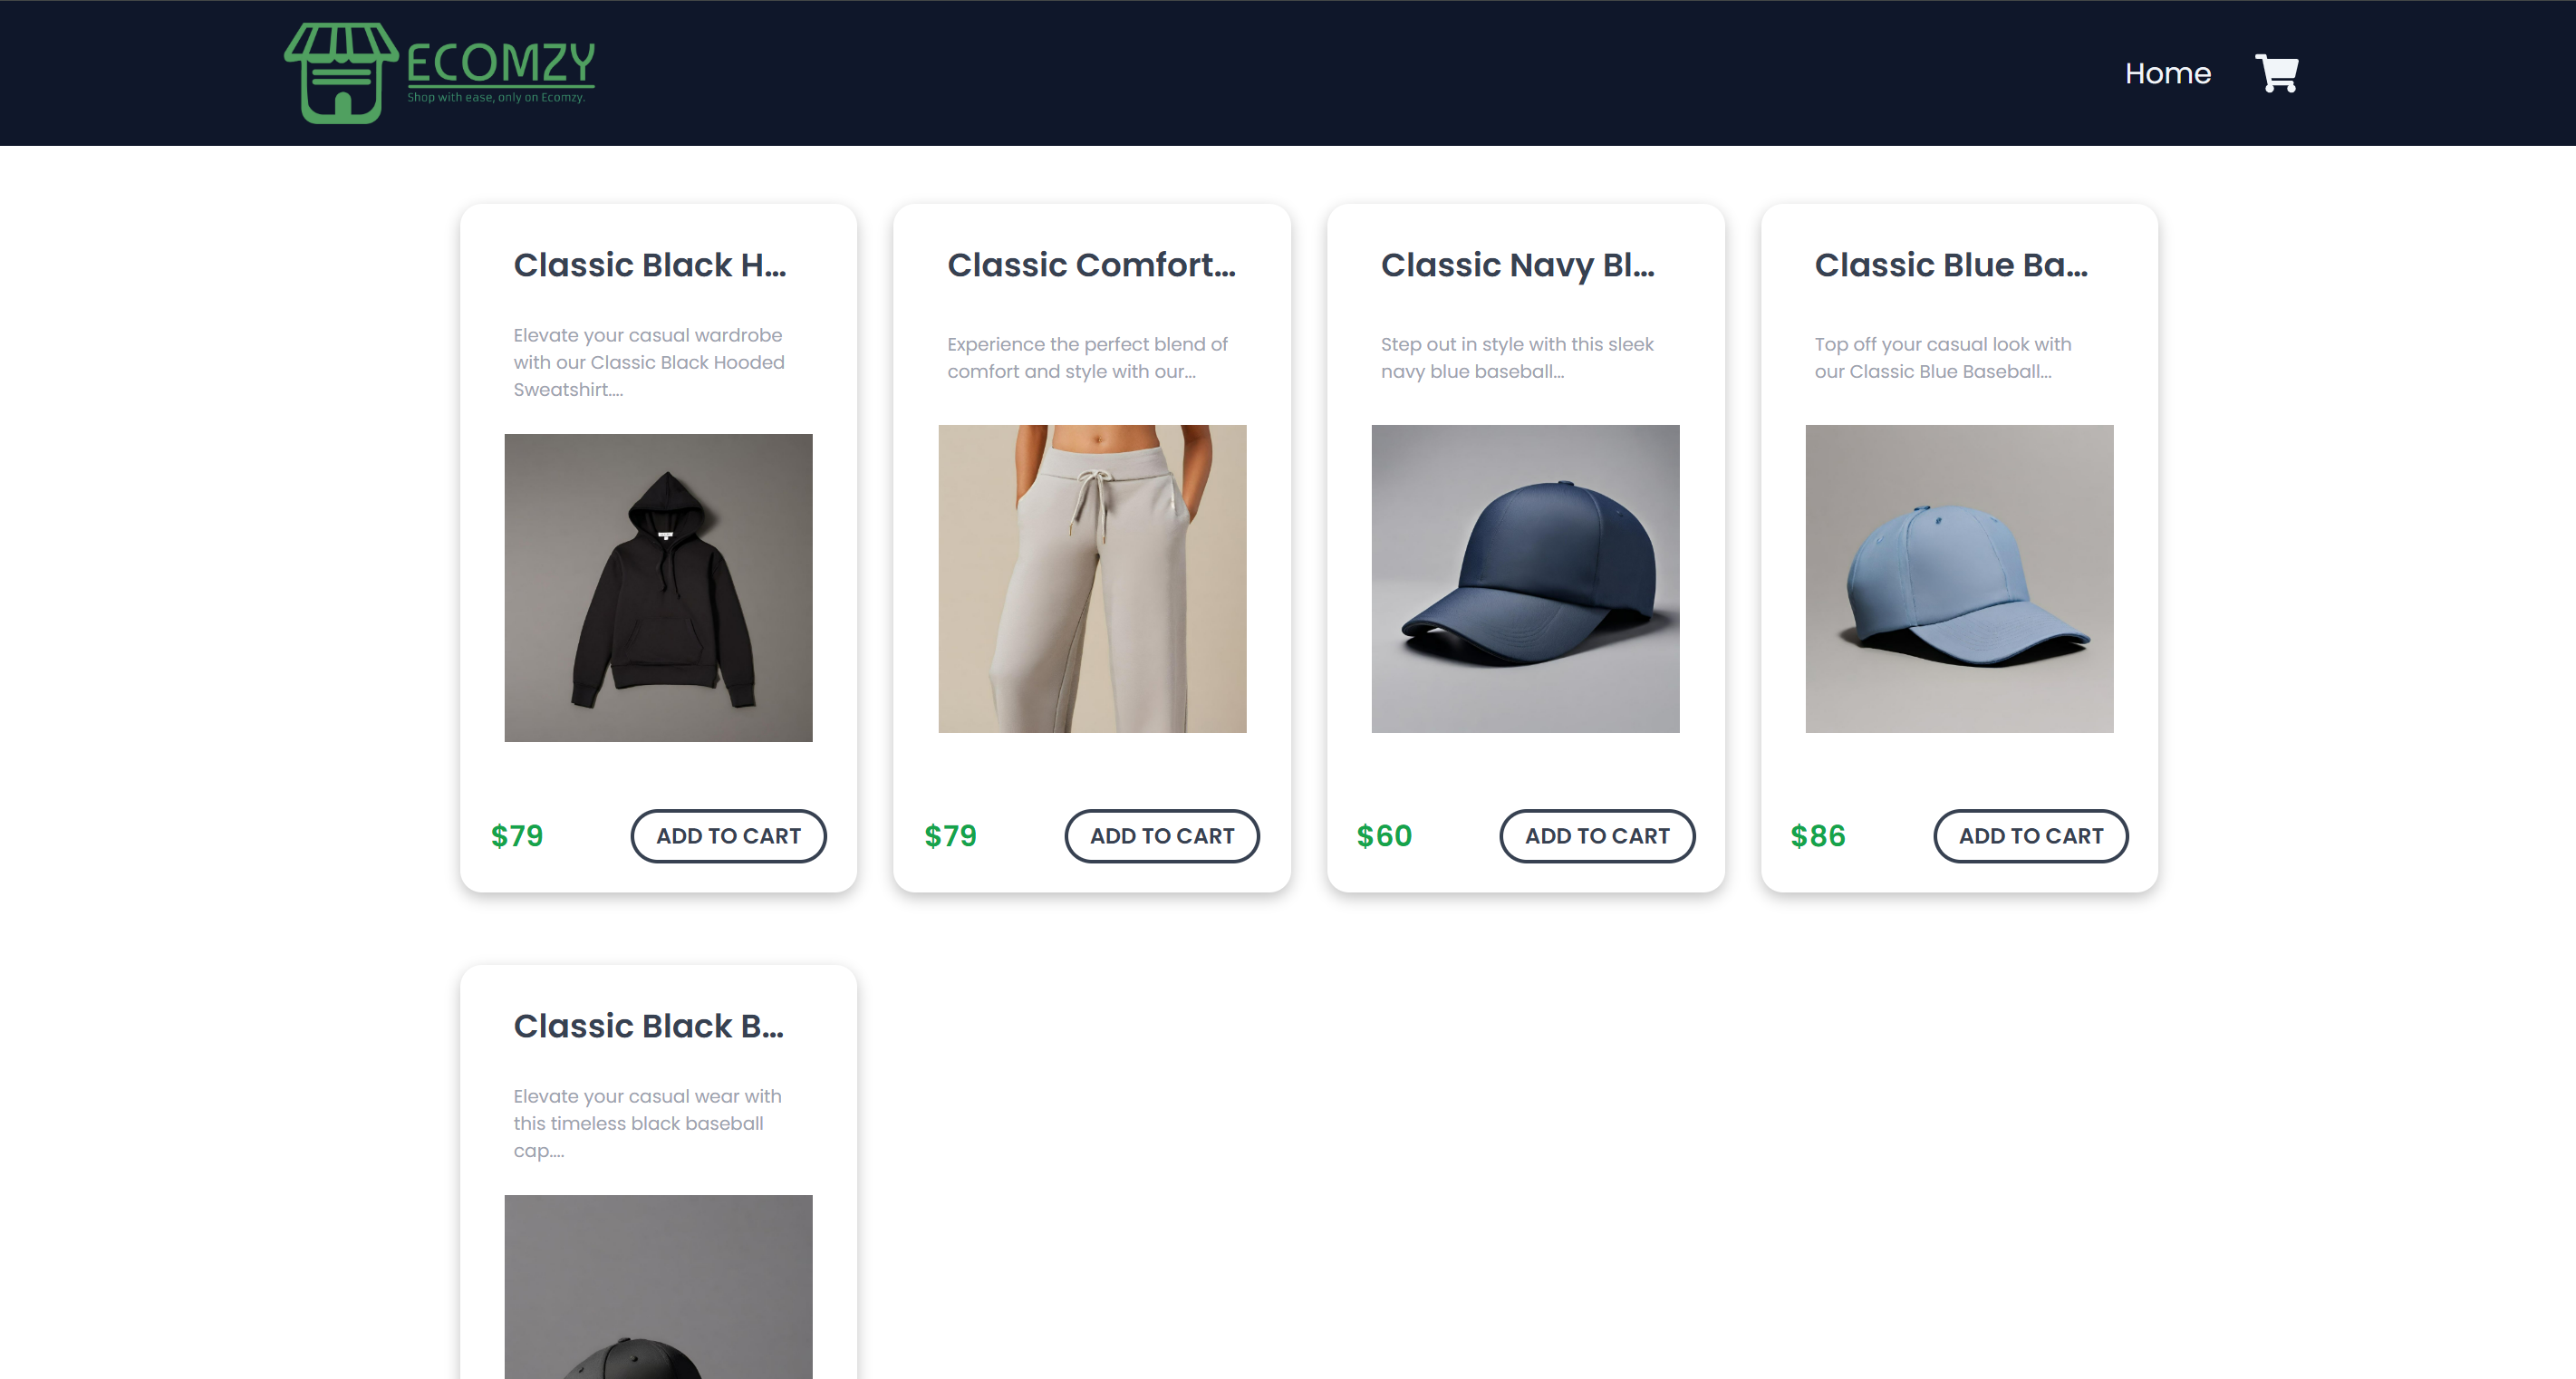 ECOMZY
Shop with ease, only on Ecomzy.
Home
Classic Black H...
Elevate your casual wardrobe
with our Classic Black Hooded
Sweatshirt....
$79
ADD TO CART
Classic Comfort...
Experience the perfect blend of
comfort and style with our...
$79
ADD TO CART
Classic Navy Bl...
Step out in style with this sleek
navy blue baseball...
$60
ADD TO CART
Classic Blue Ba...
Top off your casual look with
our Classic Blue Baseball...
$86
ADD TO CART
Classic Black B...
Elevate your casual wear with
this timeless black baseball
cap....